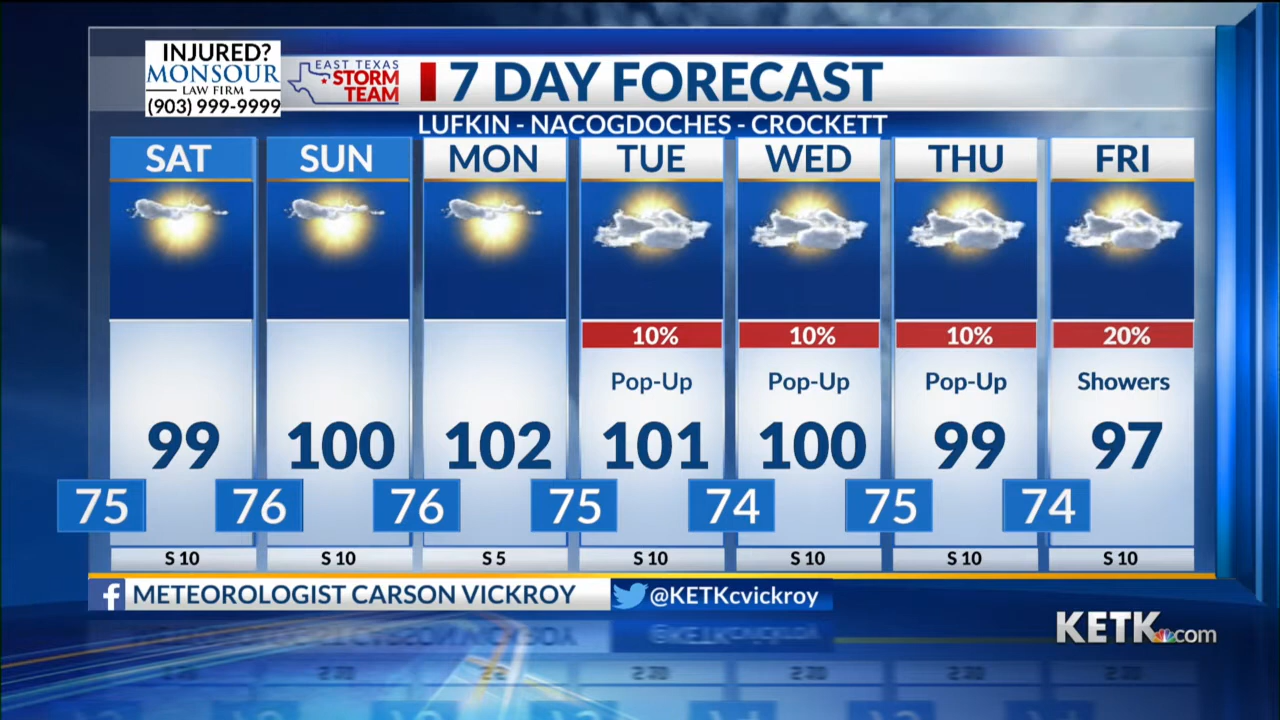 INJURED?
MONSOUR
LAW FIRM
(903) 999-9999
EAST TEXAS
STORM
TEAM
7 DAY FORECAST
LUFKIN - NACOGDOCHES - CROCKETT
SAT SUN MON TUE WED THU FRI
10% 10% 10% 20%
Pop-Up Pop-Up Pop-Up Showers
99 100 102 101 100 99 97
75 76 76 75 74 75 74
S 10 S 10 S 5 S 10 S 10 S 10 S 10
f METEOROLOGIST CARSON VICKROY @KETKcvickroy
KETK.com